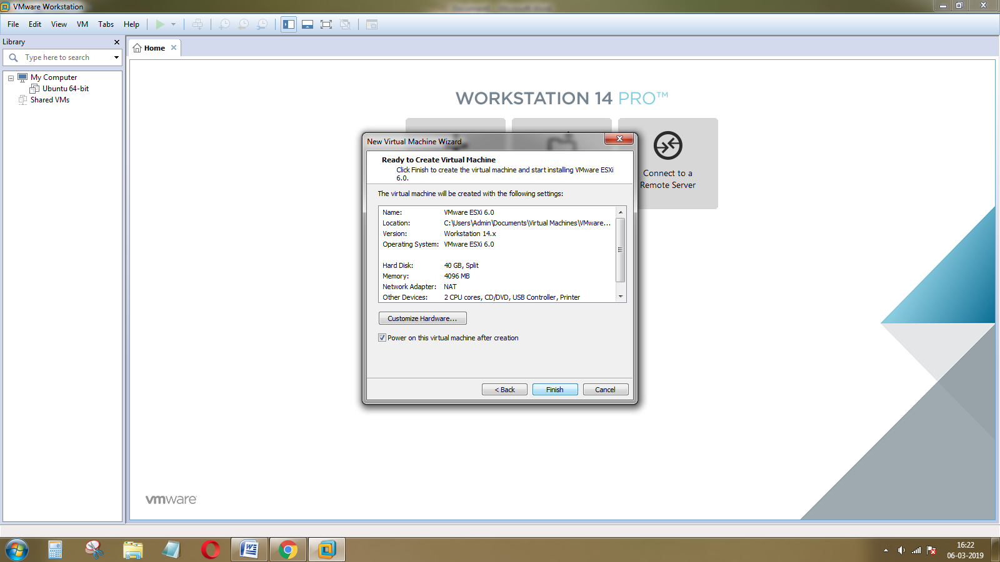 VMware Workstation
File Edit View VM Tabs Help
Library
Type here to search
My Computer
Ubuntu 64-bit
Shared VMs
Home
WORKSTATION 14 PRO™
Connect to a
Remote Server
New Virtual Machine Wizard
Ready to Create Virtual Machine
Click Finish to create the virtual machine and start installing VMware ESXi
6.0.
The virtual machine will be created with the following settings:
Name: VMware ESXi 6.0
Location: C:\Users\Admin\Documents\Virtual Machines\VMware...
Version: Workstation 14.x
Operating System: VMware ESXi 6.0
Hard Disk: 40 GB, Split
Memory: 4096 MB
Network Adapter: NAT
Other Devices: 2 CPU cores, CD/DVD, USB Controller, Printer
Customize Hardware...
Power on this virtual machine after creation
< Back Finish Cancel
vmware
16:22
06-03-2019